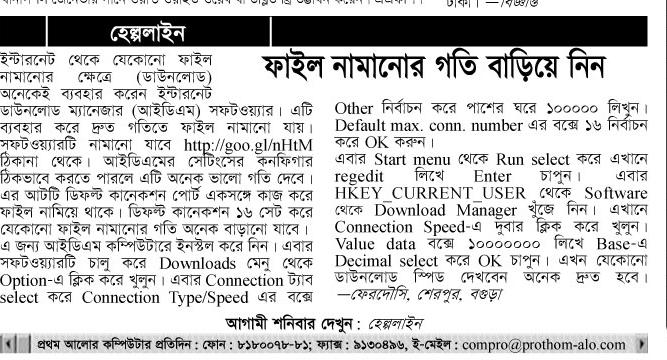 হেল্পলাইন
ফাইল নামানোর গতি বাড়িয়ে নিন
ইন্টারনেট থেকে যেকোনো ফাইল
নামানোর ক্ষেত্রে (ডাউনলোড)
অনেকেই ব্যবহার করেন ইন্টারনেট
ডাউনলোড ম্যানেজার (আইডিএম) সফটওয়্যার। এটি
ব্যবহার করে দ্রুত গতিতে ফাইল নামানো যায়।
সফটওয়্যারটি নামানো যাবে http://goo.gl/nHtM
ঠিকানা থেকে। আইডিএমের সেটিংসের কনফিগার
ঠিকভাবে করতে পারলে এটি অনেক ভালো গতি দেবে।
এর আটটি ডিফল্ট কানেকশন পোর্ট একসঙ্গে কাজ করে
ফাইল নামিয়ে থাকে। ডিফল্ট কানেকশন ১৬ সেট করে
যেকোনো ফাইল নামানোর গতি অনেক বাড়ানো যাবে।
এ জন্য আইডিএম কম্পিউটারে ইনস্টল করে নিন। এবার
সফটওয়্যারটি চালু করে Downloads মেনু থেকে
Option-এ ক্লিক করে খুলুন। এবার Connection ট্যাব
select করে Connection Type/Speed এর বক্সে
Other নির্বাচন করে পাশের ঘরে ১০০০০০ লিখুন।
Default max. conn. number এর বক্সে ১৬ নির্বাচন
করে OK করুন।
এবার Start menu থেকে Run select করে এখানে
regedit লিখে Enter চাপুন। এবার
HKEY_CURRENT_USER থেকে Software
থেকে Download Manager খুঁজে নিন। এখানে
Connection Speed-এ দুবার ক্লিক করে খুলুন।
Value data বক্সে ১০০০০০০০ লিখে Base-এ
Decimal select করে OK চাপুন। এখন যেকোনো
ডাউনলোড স্পিড দেখবেন অনেক দ্রুত হবে।
—ফেরদৌসি, শেরপুর, বগুড়া
আগামী শনিবার দেখুন : হেল্পলাইন
প্রথম আলোর কম্পিউটার প্রতিদিন : ফোন : ৮১৮০০৭৮-৮১; ফ্যাক্স : ৯১৩০৪৯৬, ই-মেইল : compro@prothom-alo.com